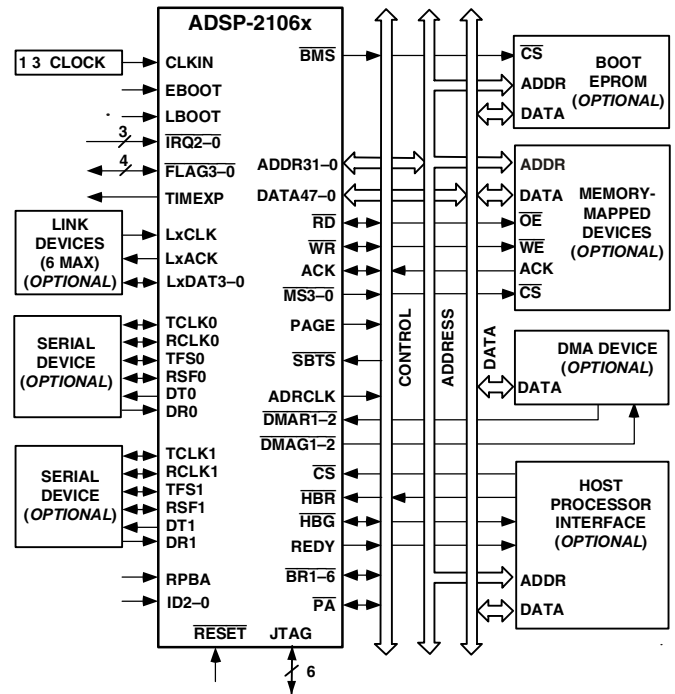 ADSP-2106x
1 3 CLOCK
CLKIN
EBOOT
LBOOT
3
IRQ2–0
4
FLAG3–0
TIMEXP
LINK
DEVICES
(6 MAX)
(OPTIONAL)
LxCLK
LxACK
LxDAT3–0
SERIAL
DEVICE
(OPTIONAL)
TCLK0
RCLK0
TFS0
RSF0
DT0
DR0
SERIAL
DEVICE
(OPTIONAL)
TCLK1
RCLK1
TFS1
RSF1
DT1
DR1
RPBA
ID2–0
RESET
JTAG
6
BMS
ADDR31–0
DATA47–0
RD
WR
ACK
MS3–0
PAGE
SBTS
ADRCLK
DMAR1–2
DMAG1–2
CS
HBR
HBG
REDY
BR1–6
PA
CONTROL
ADDRESS
DATA
CS
ADDR
DATA
BOOT
EPROM
(OPTIONAL)
ADDR
DATA
OE
WE
ACK
CS
MEMORY-
MAPPED
DEVICES
(OPTIONAL)
DMA DEVICE
(OPTIONAL)
DATA
HOST
PROCESSOR
INTERFACE
(OPTIONAL)
ADDR
DATA